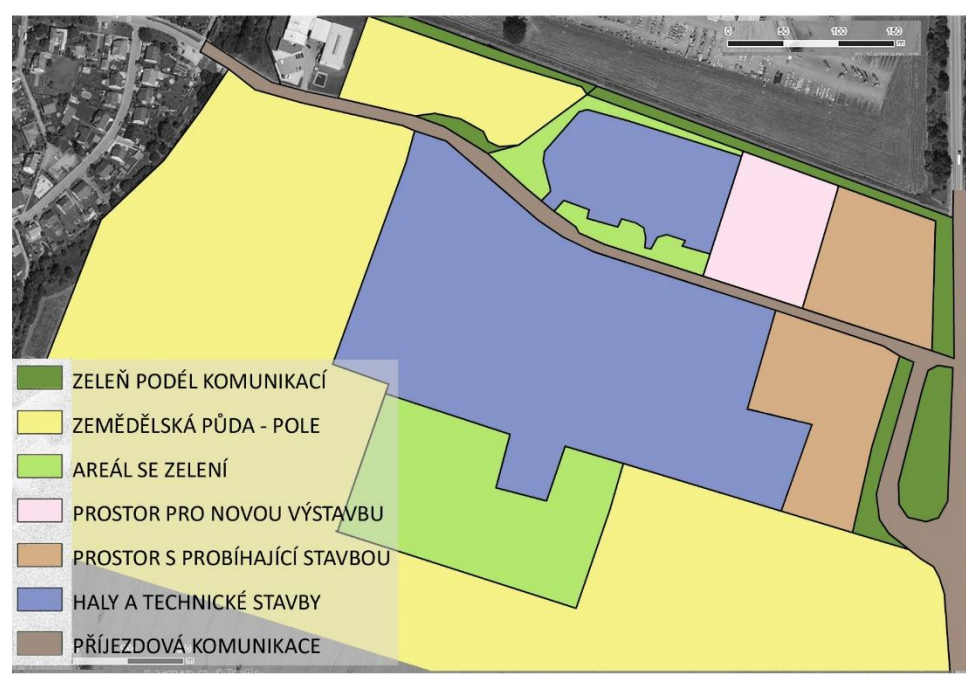 0 50 100 150
m
ZELEŇ PODÉL KOMUNIKACÍ
ZEMĚDĚLSKÁ PŮDA - POLE
AREÁL SE ZELENÍ
PROSTOR PRO NOVOU VÝSTAVBU
PROSTOR S PROBÍHAJÍCÍ STAVBOU
HALY A TECHNICKÉ STAVBY
PŘÍJEZDOVÁ KOMUNIKACE
m